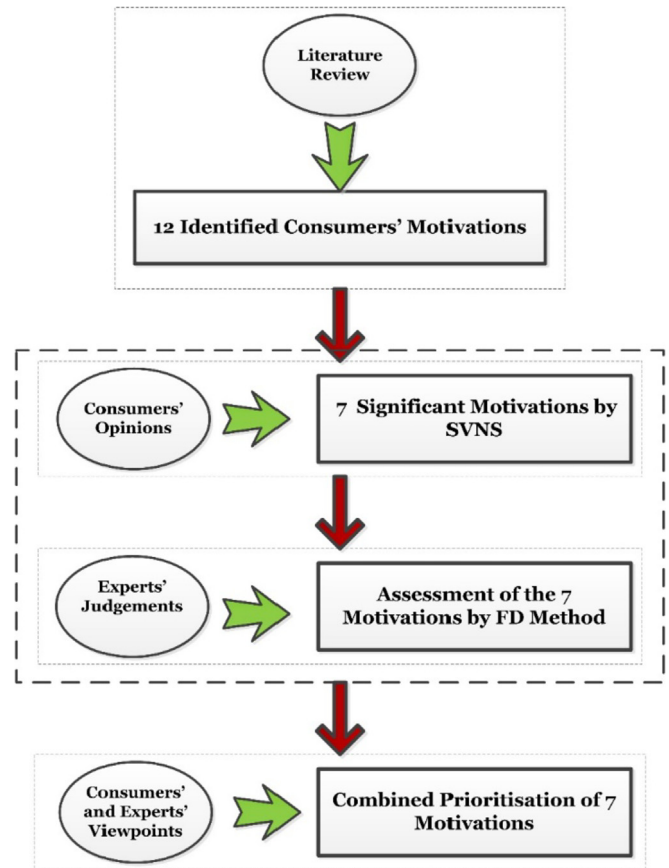 Literature
Review
12 Identified Consumers’ Motivations
Consumers’
Opinions
7 Significant Motivations by
SVNS
Experts’
Judgements
Assessment of the 7
Motivations by FD Method
Consumers’
and Experts’
Viewpoints
Combined Prioritisation of 7
Motivations